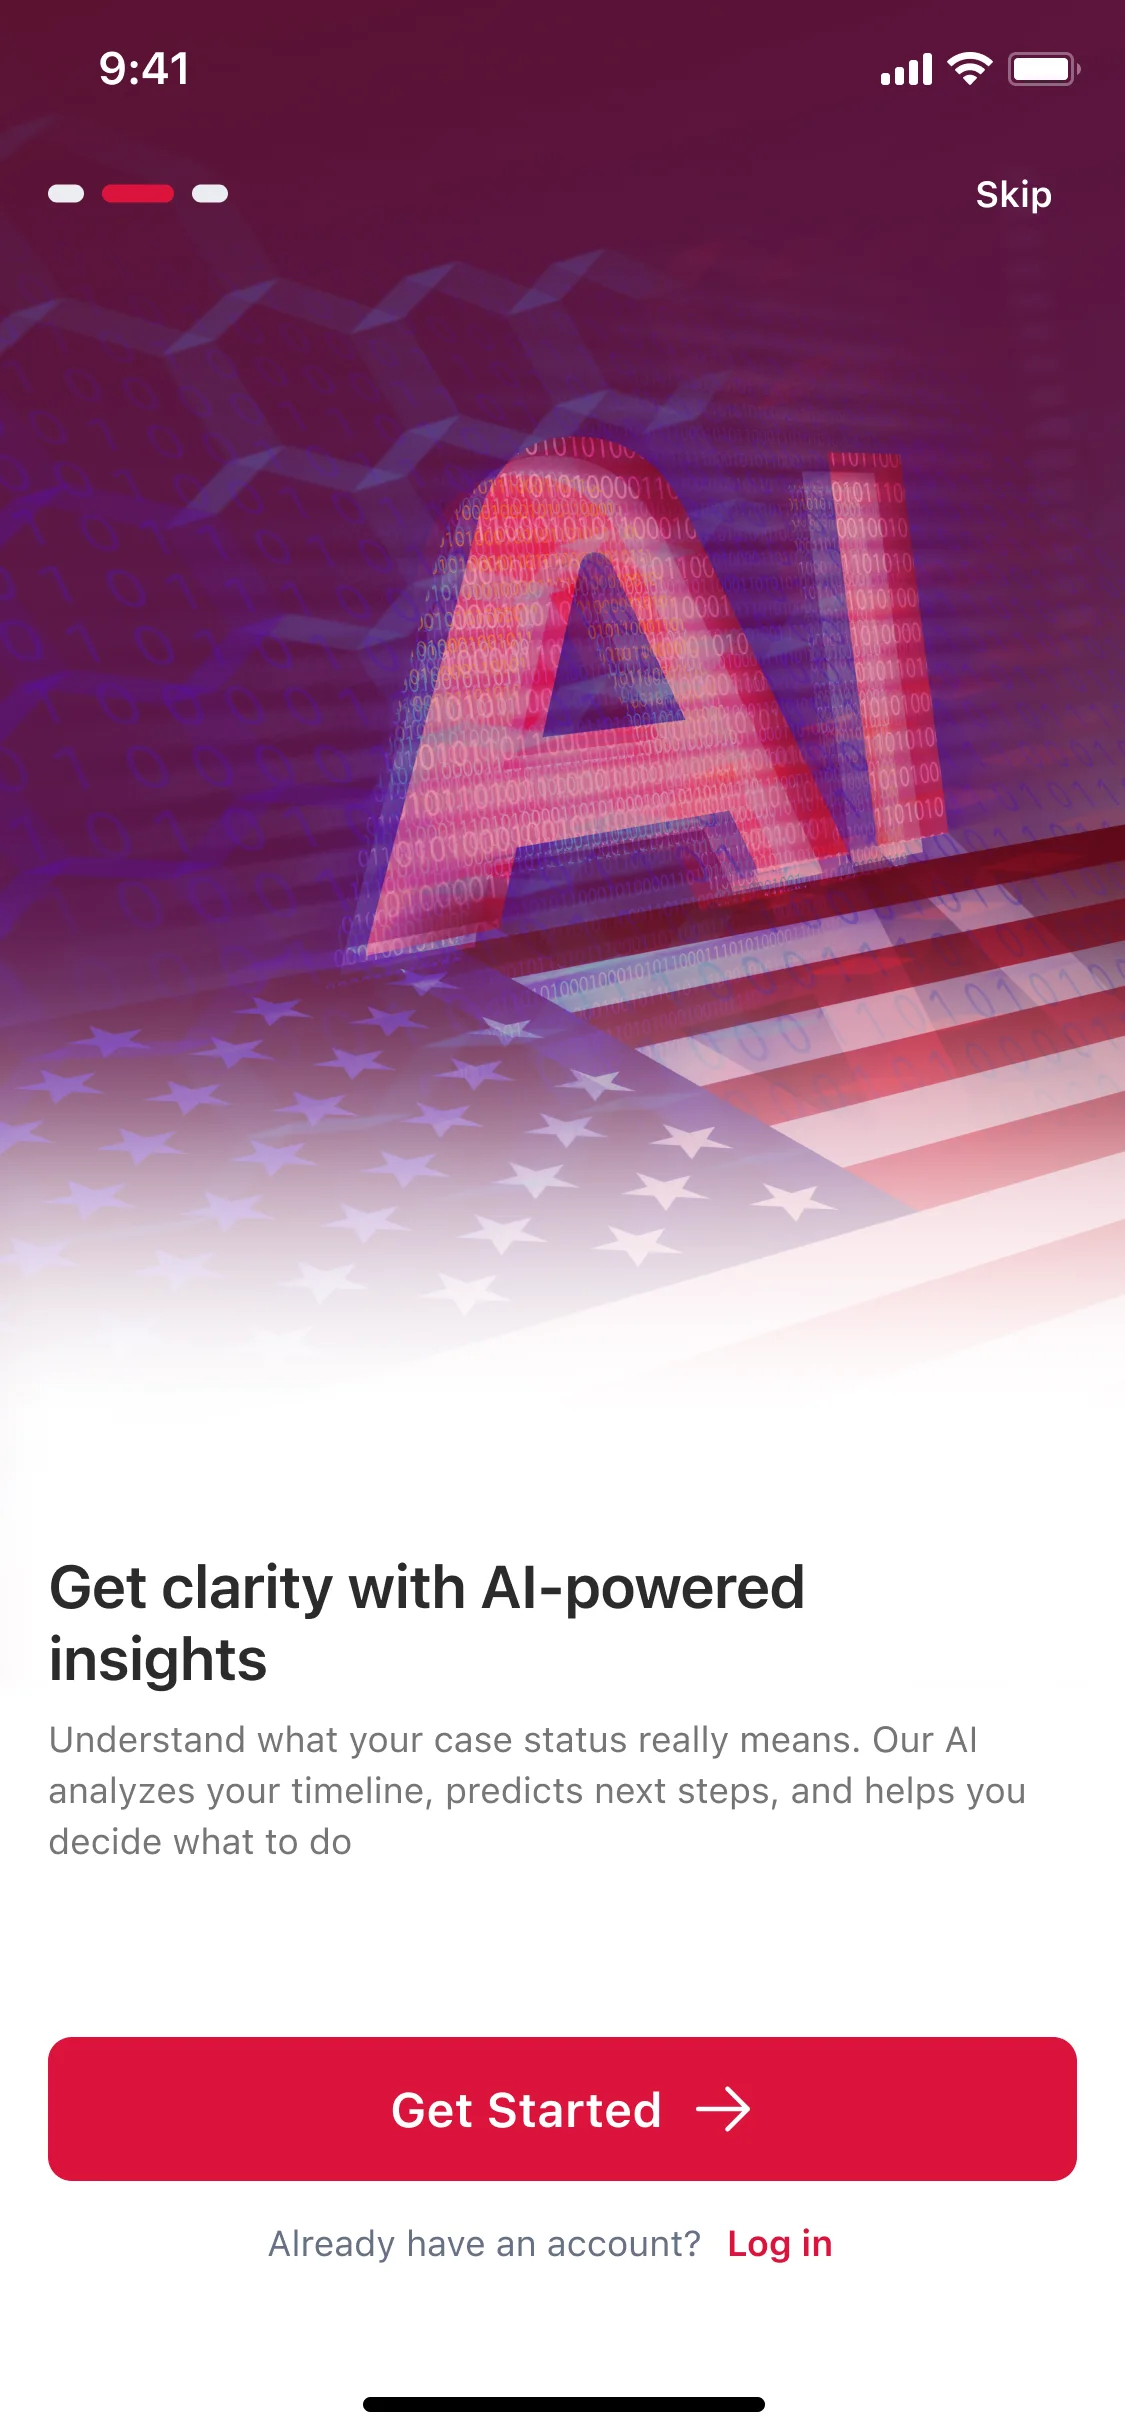 9:41
Skip
AI
Get clarity with AI-powered
insights
Understand what your case status really means. Our AI
analyzes your timeline, predicts next steps, and helps you
decide what to do
Get Started
Already have an account? Log in